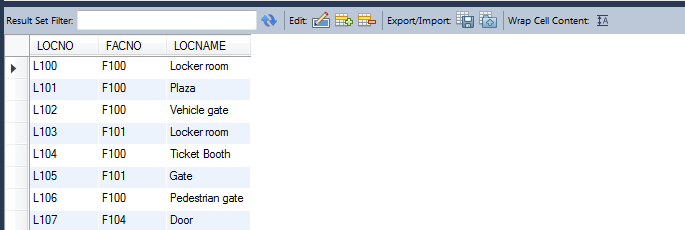 Result Set Filter: Edit: Export/Import: Wrap Cell Content: IA
LOCNO FACNO LOCNAME
L100 F100 Locker room
L101 F100 Plaza
L102 F100 Vehicle gate
L103 F101 Locker room
L104 F100 Ticket Booth
L105 F101 Gate
L106 F100 Pedestrian gate
L107 F104 Door